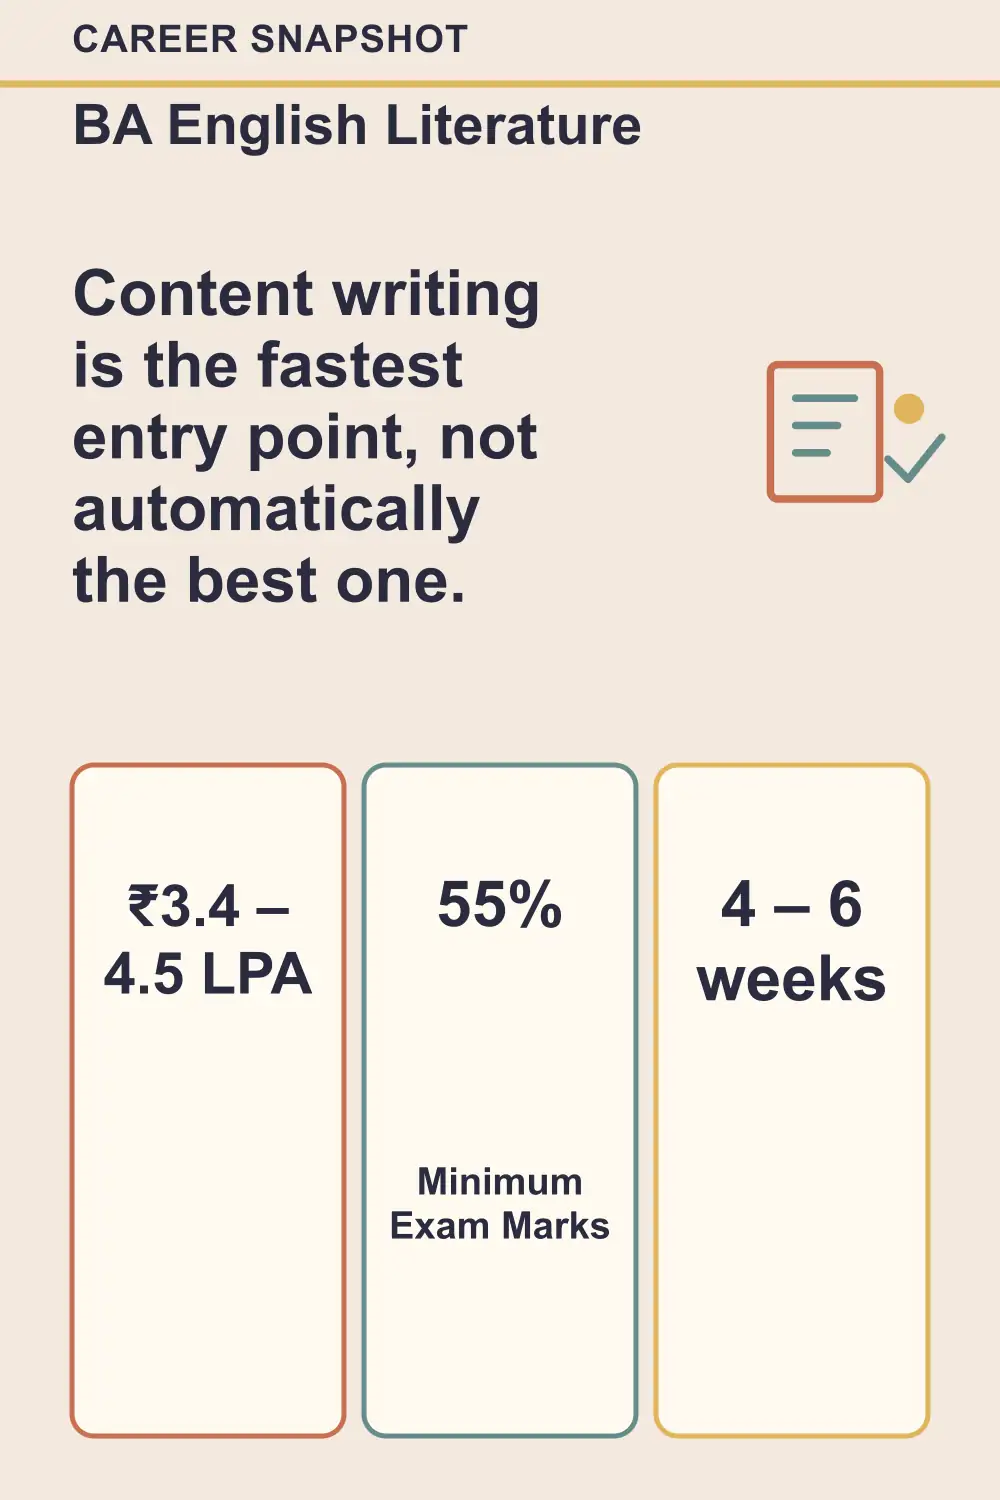 CAREER SNAPSHOT
BA English Literature
Content writing
is the fastest
entry point, not
automatically
the best one.
₹3.4 –
4.5 LPA
55%
Minimum
Exam Marks
4 – 6
weeks